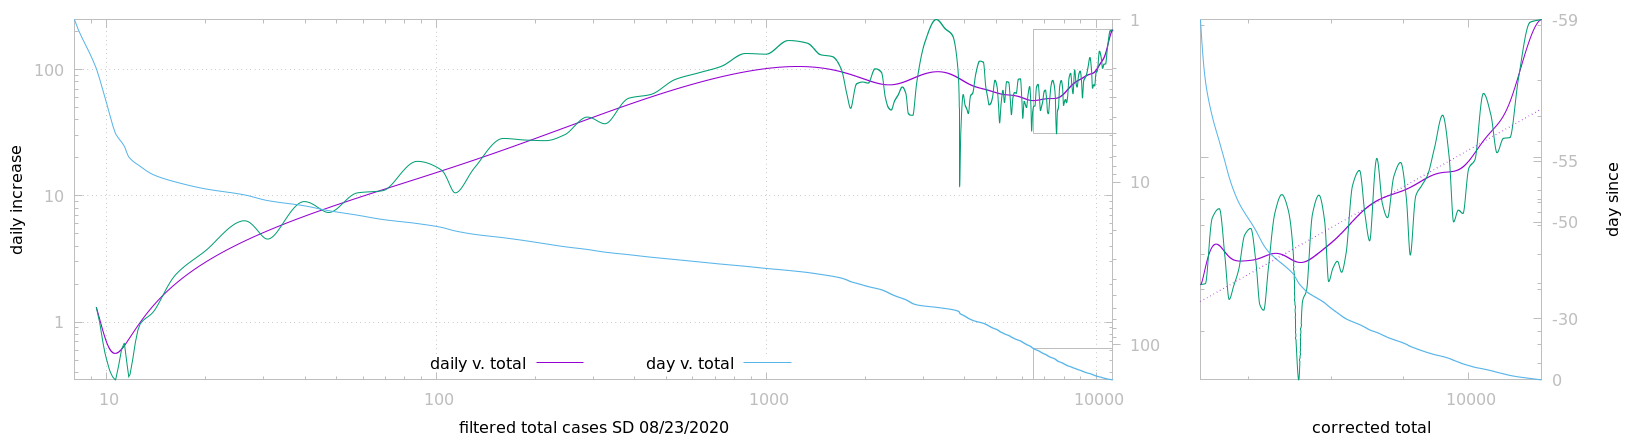 daily increase
100
10
1
daily v. total
day v. total
10
100
1000
10000
1
10
100
filtered total cases SD 08/23/2020
-59
-55
-50
-30
0
day since
10000
corrected total